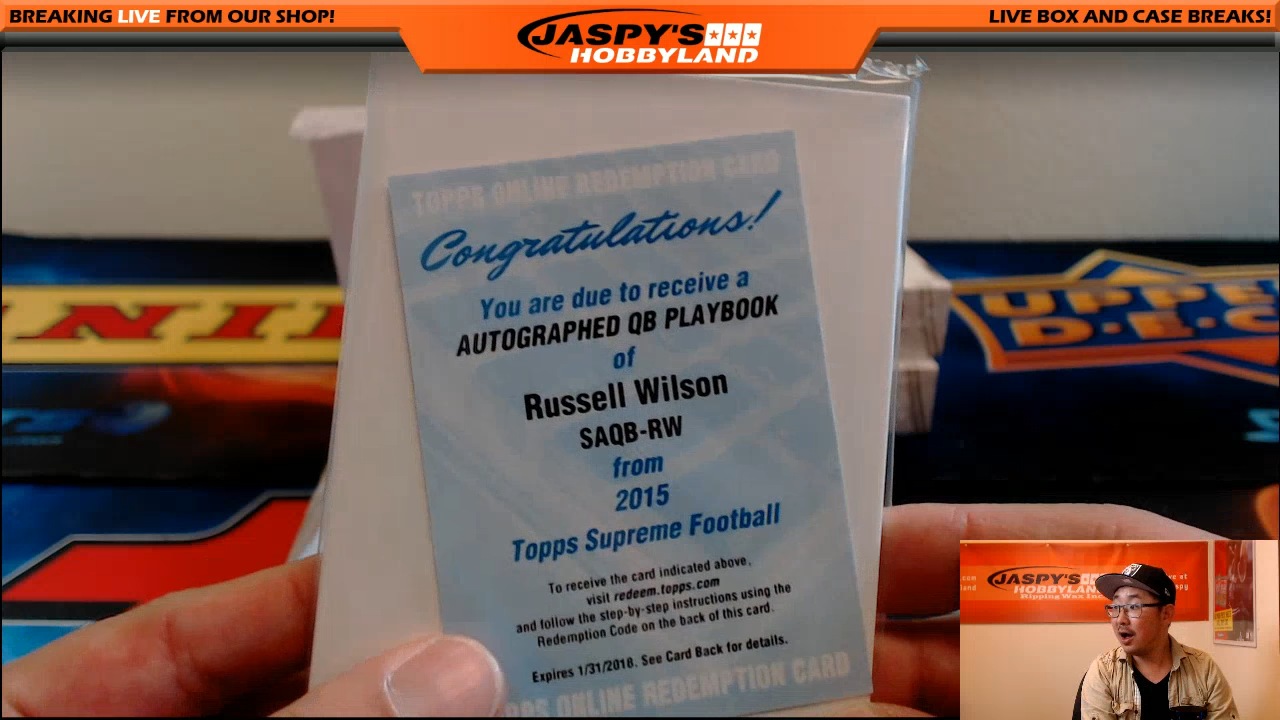 BREAKING LIVE FROM OUR SHOP!
JASPY'S
HOBBYLAND
LIVE BOX AND CASE BREAKS!
TOPPS ONLINE REDEMPTION CARD
Congratulations!
You are due to receive a
AUTOGRAPHED QB PLAYBOOK
of
Russell Wilson
SAQB-RW
from
2015
Topps Supreme Football
To receive the card indicated above,
visit redeem.topps.com
and follow the step-by-step instructions using the
Redemption Code on the back of this card.
Expires 1/31/2018. See Card Back for details.
ONLINE REDEMPTION CARD
NINI
UPPE
D.E.C
JASPY'S
HOBBYLAND
Ripping Wax